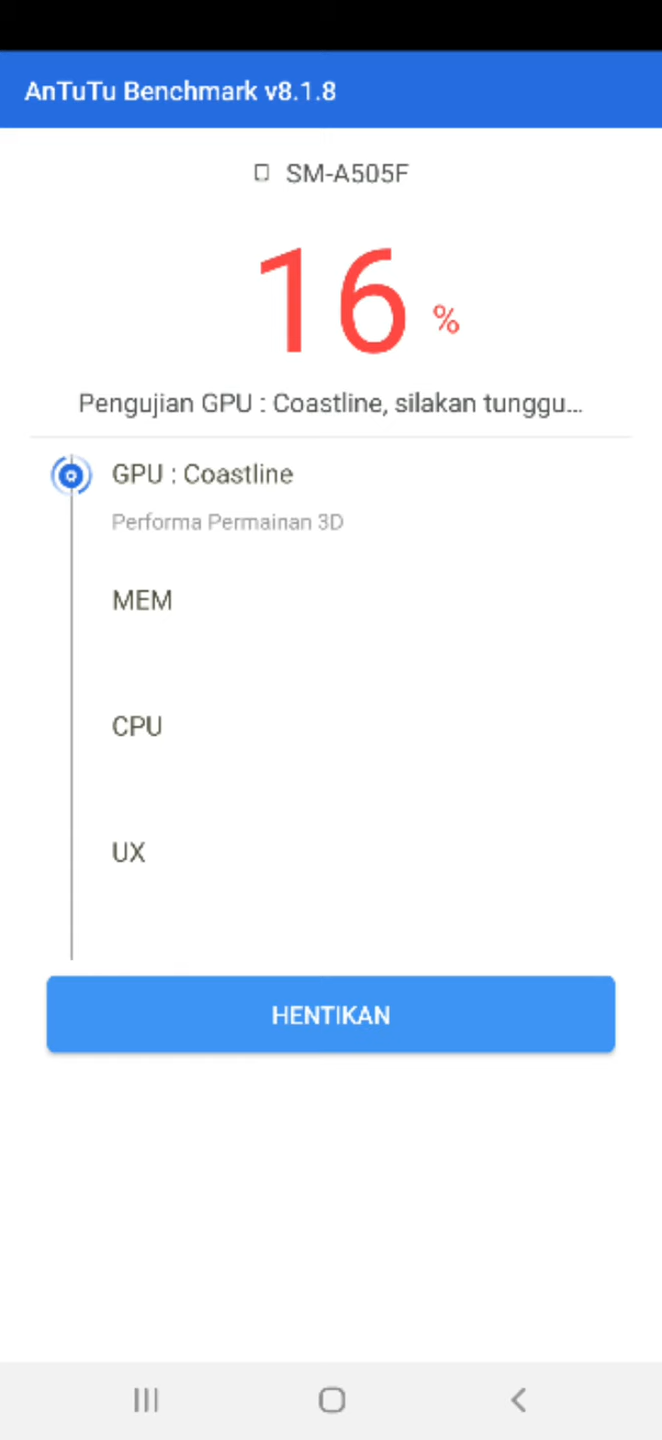 AnTuTu Benchmark v8.1.8
SM-A505F
16 %
Pengujian GPU : Coastline, silakan tunggu...
GPU : Coastline
Performa Permainan 3D
MEM
CPU
UX
HENTIKAN